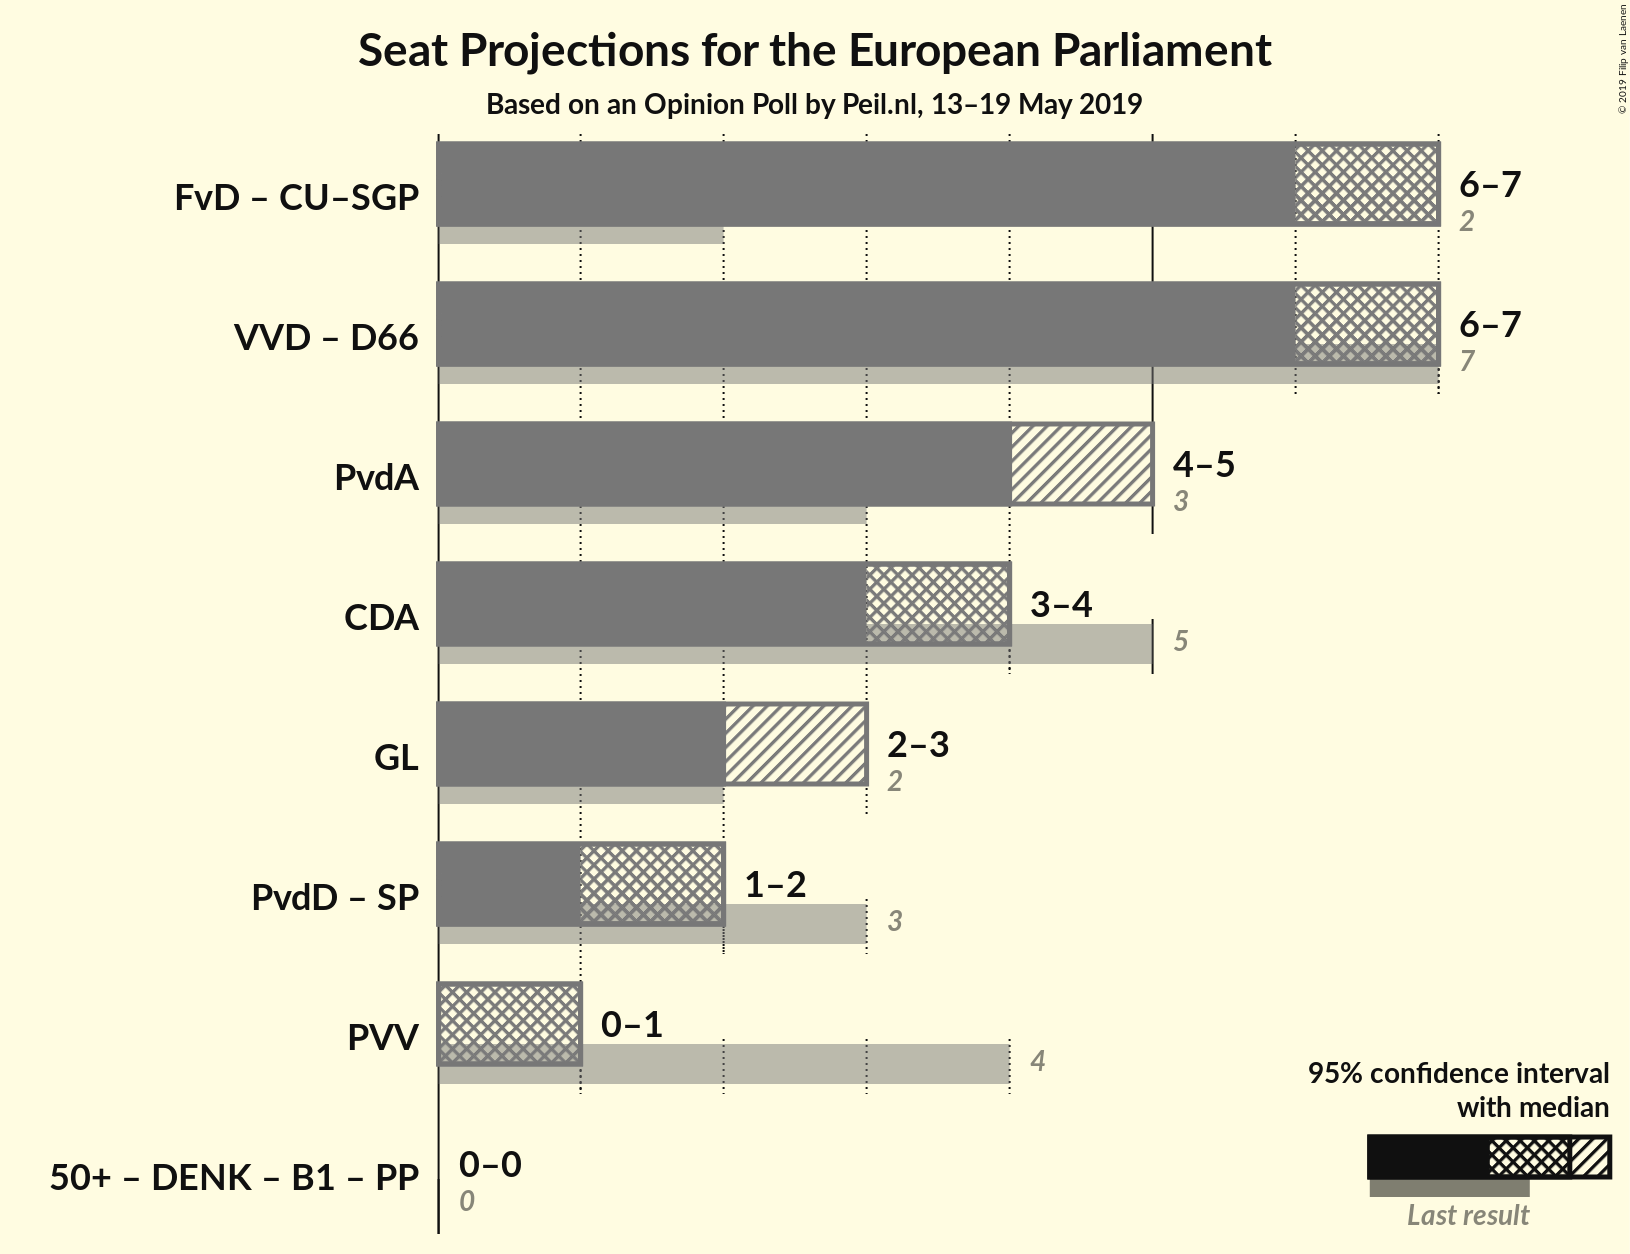 Seat Projections for the European Parliament
Based on an Opinion Poll by Peil.nl, 13–19 May 2019
© 2019 Filip van Laenen
FvD – CU–SGP
6–7
2
VVD – D66
6–7
7
PvdA
4–5
3
CDA
3–4
5
GL
2–3
2
PvdD – SP
1–2
3
PVV
0–1
4
50+ – DENK – B1 – PP
0–0
0
95% confidence interval
with median
Last result